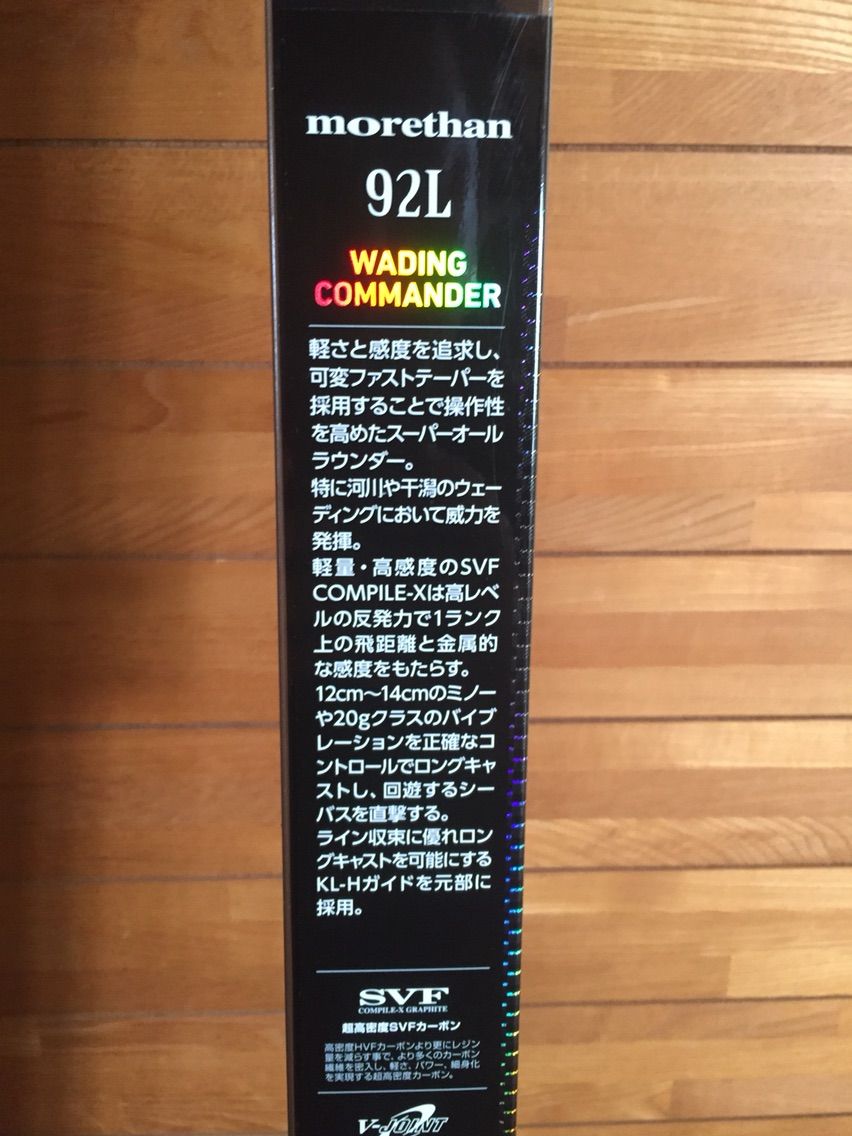 morethan
92L
WADING
COMMANDER
軽さと感度を追求し、
可変ファストテーパーを
採用することで操作性
を高めたスーパーオール
ラウンダー。
特に河川や干潟のウェー
ディングにおいて威力を
発揮。
軽量・高感度のSVF
COMPILE-Xは高レベ
ルの反発力で1ランク
上の飛距離と金属的
な感度をもたらす。
12cm～14cmのミノー
や20gクラスのバイブ
レーションを正確なコ
ントロールでロングキャ
ストし、回遊するシー
バスを直撃する。
ライン収束に優れロン
グキャストを可能にする
KL-Hガイドを元部に
採用。
SVF
COMPILE-X GRAPHITE
超高密度SVFカーボン
高密度HVFカーボンより更にレジン
量を減らす事で、より多くのカーボン
繊維を密入し、軽さ、パワー、細身化
を実現する超高密度カーボン。
V-JOINT